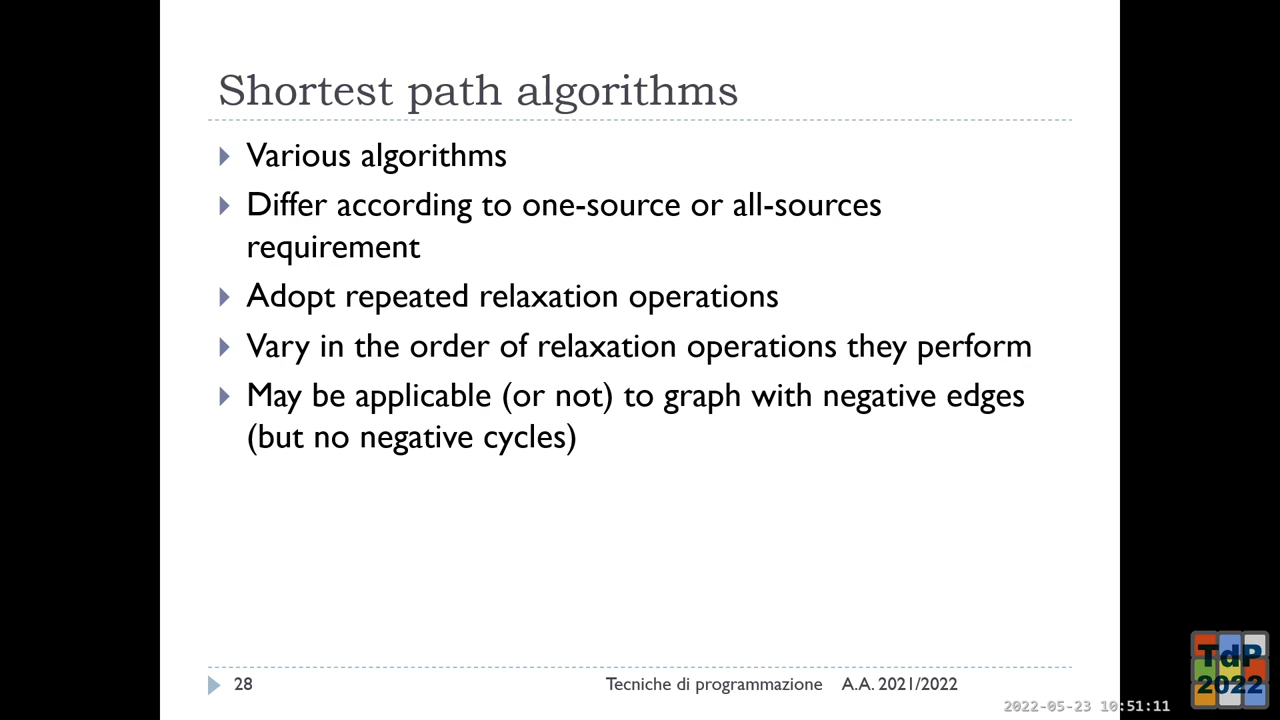 Shortest path algorithms
Various algorithms
Differ according to one-source or all-sources
requirement
Adopt repeated relaxation operations
Vary in the order of relaxation operations they perform
May be applicable (or not) to graph with negative edges
(but no negative cycles)
28
Tecniche di programmazione A.A. 2021/2022
2022-05-23 10:51:11
TdP
2022